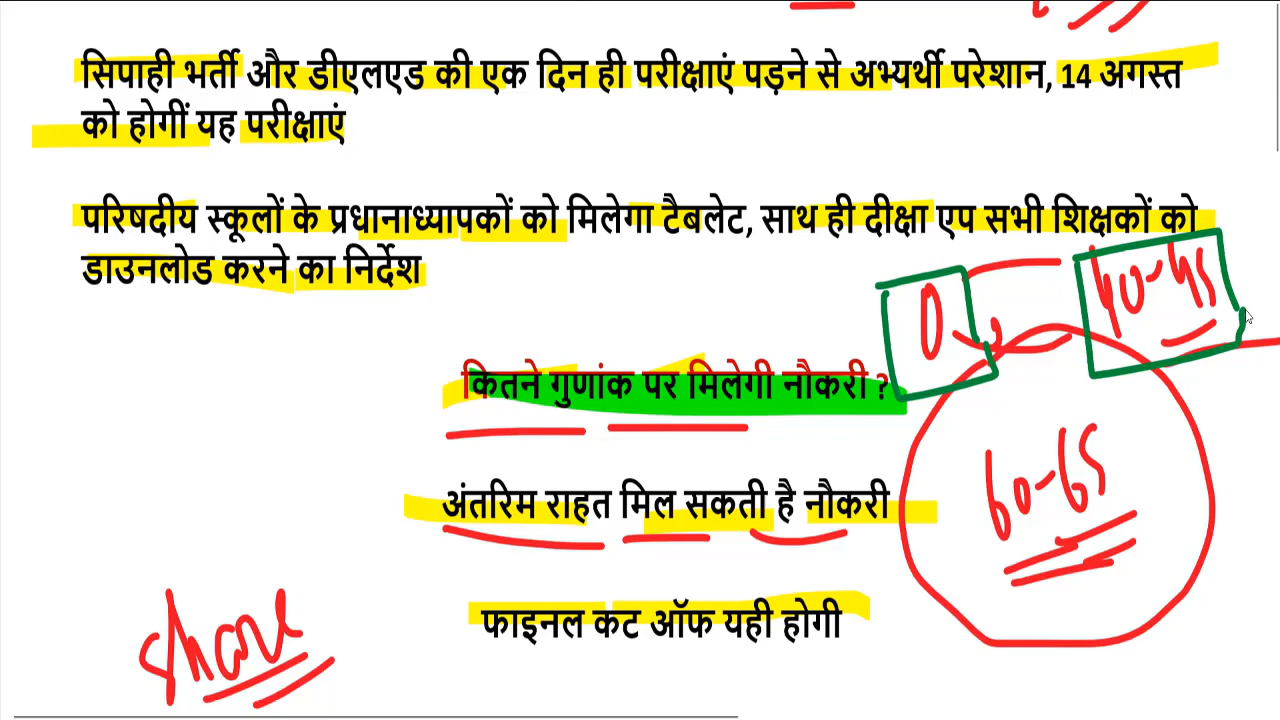 सिपाही भर्ती और डीएलएड की एक दिन ही परीक्षाएं पड़ने से अभ्यर्थी परेशान, 14 अगस्त
को होगीं यह परीक्षाएं
परिषदीय स्कूलों के प्रधानाध्यापकों को मिलेगा टैबलेट, साथ ही दीक्षा एप सभी शिक्षकों को
डाउनलोड करने का निर्देश
0
40-45
कितने गुणांक पर मिलेगी नौकरी ?
60-65
अंतरिम राहत मिल सकती है नौकरी
फाइनल कट ऑफ यही होगी
share